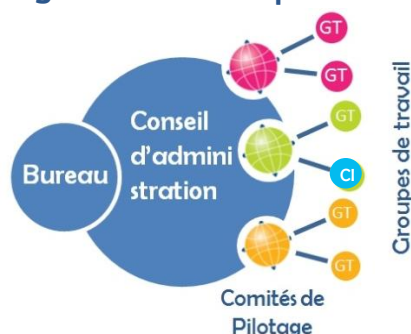 Bureau
Conseil
d'admini
stration
GT
GT
GT
CI
GT
GT
Groupes de travail
Comités de
Pilotage